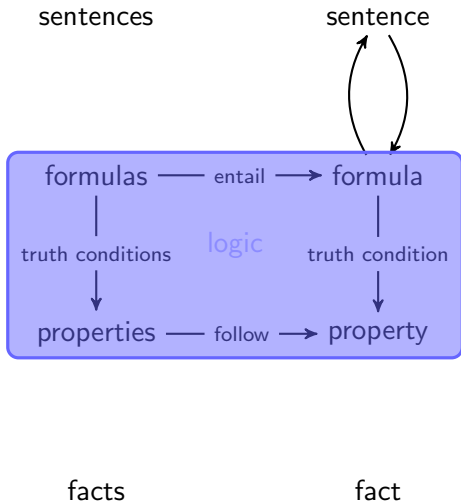 sentences sentence
formulas entail formula
logic
truth conditions truth condition
properties follow property
facts fact